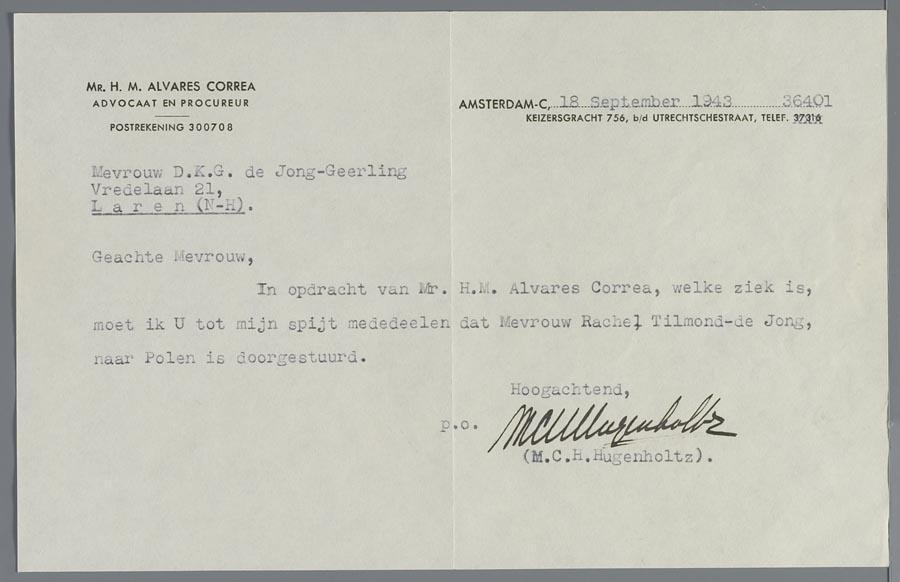 MR. H. M. ALVARES CORREA
ADVOCAAT EN PROCUREUR
POSTREKENING 300708
AMSTERDAM-C, 18 September 1943 36401
KEIZERSGRACHT 756, b/d UTRECHTSCHESTRAAT, TELEF. 37316
Mevrouw D.K.G. de Jong-Geerling
Vredelaan 21,
L a r e n (N-H).
Geachte Mevrouw,
In opdracht van Mr. H.M. Alvares Correa, welke ziek is,
moet ik U tot mijn spijt mededeelen dat Mevrouw Rachel Tilmond-de Jong,
naar Polen is doorgestuurd.
Hoogachtend,
p.o. MCHHugenholtz
(M.C.H.Hugenholtz).